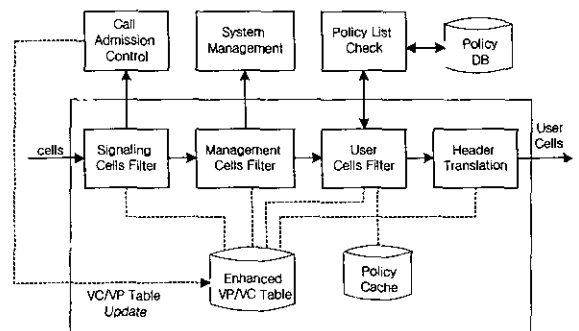 Call
Admission
Control
System
Management
Policy List
Check
Policy
DB
cells
Signaling
Cells Filter
Management
Cells Filter
User
Cells Filter
Header
Translation
User
Cells
Enhanced
VP/VC Table
Policy
Cache
VC/VP Table
Update